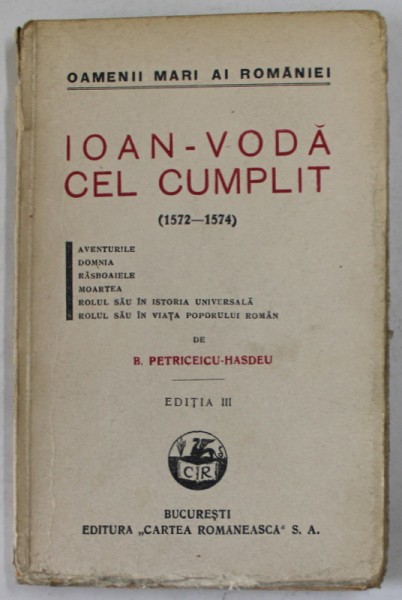 OAMENII MARI AI ROMÂNIEI
IOAN-VODĂ
CEL CUMPLIT
(1572—1574)
AVENTURILE
DOMNIA
RĂSBOAIELE
MOARTEA
ROLUL SĂU ÎN ISTORIA UNIVERSALĂ
ROLUL SĂU ÎN VIAȚA POPORULUI ROMÂN
DE
B. PETRICEICU-HASDEU
EDIȚIA III
C R
BUCUREȘTI
EDITURA „CARTEA ROMÂNEASCĂ" S. A.